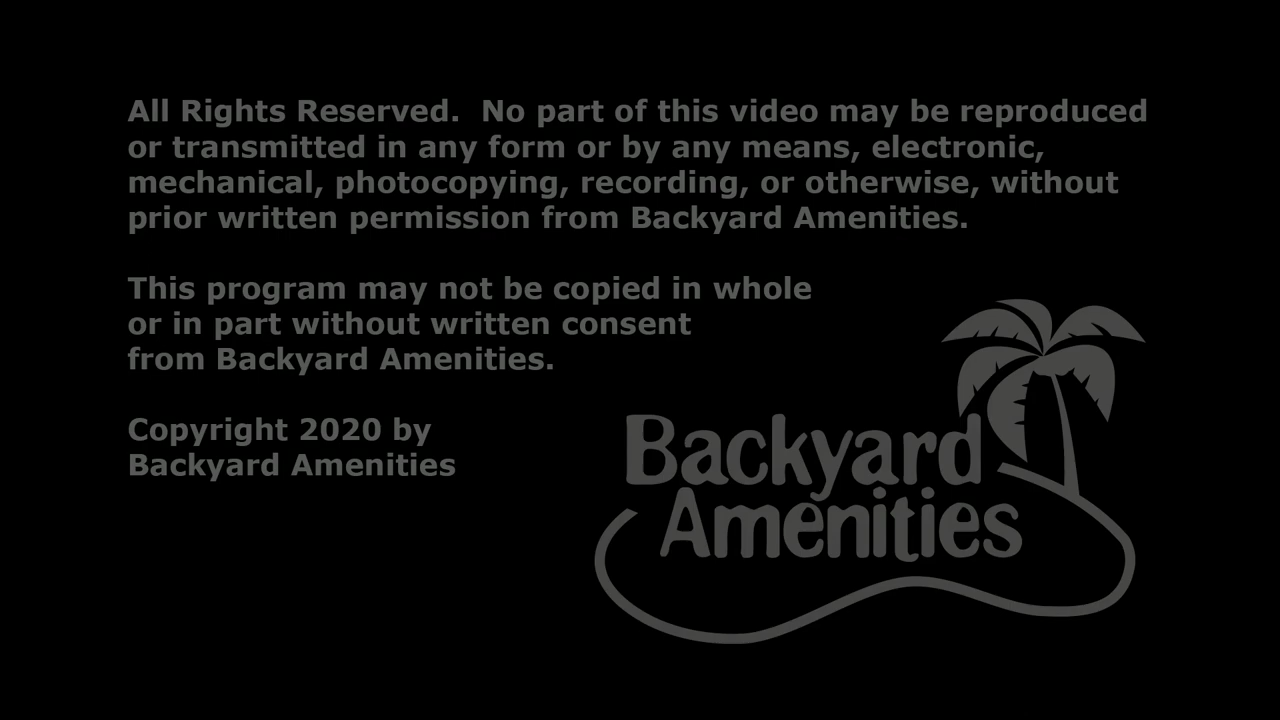 All Rights Reserved.  No part of this video may be reproduced
or transmitted in any form or by any means, electronic,
mechanical, photocopying, recording, or otherwise, without
prior written permission from Backyard Amenities.
This program may not be copied in whole
or in part without written consent
from Backyard Amenities.
Copyright 2020 by
Backyard Amenities
Backyard
Amenities